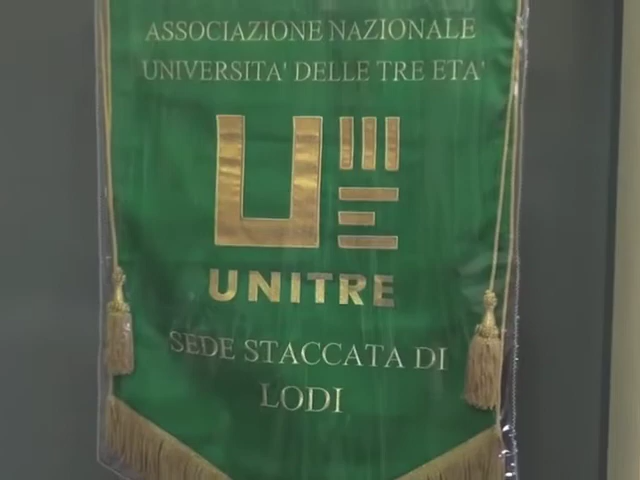 ASSOCIAZIONE NAZIONALE
UNIVERSITA' DELLE TRE ETA'
UNITRE
SEDE STACCATA DI
LODI